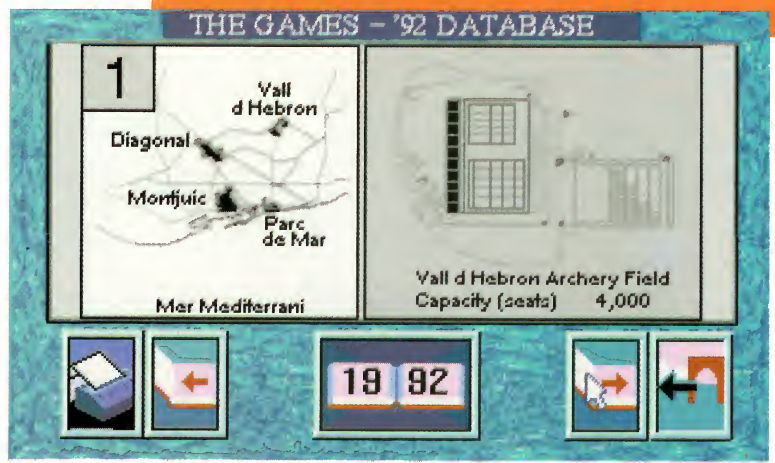 THE GAMES – '92 DATABASE
1
Vall
d Hebron
Diagonal
Montjuic
Parc
de Mar
Mer Mediterrani
Vall d Hebron Archery Field
Capacity (seats) 4,000
19 92